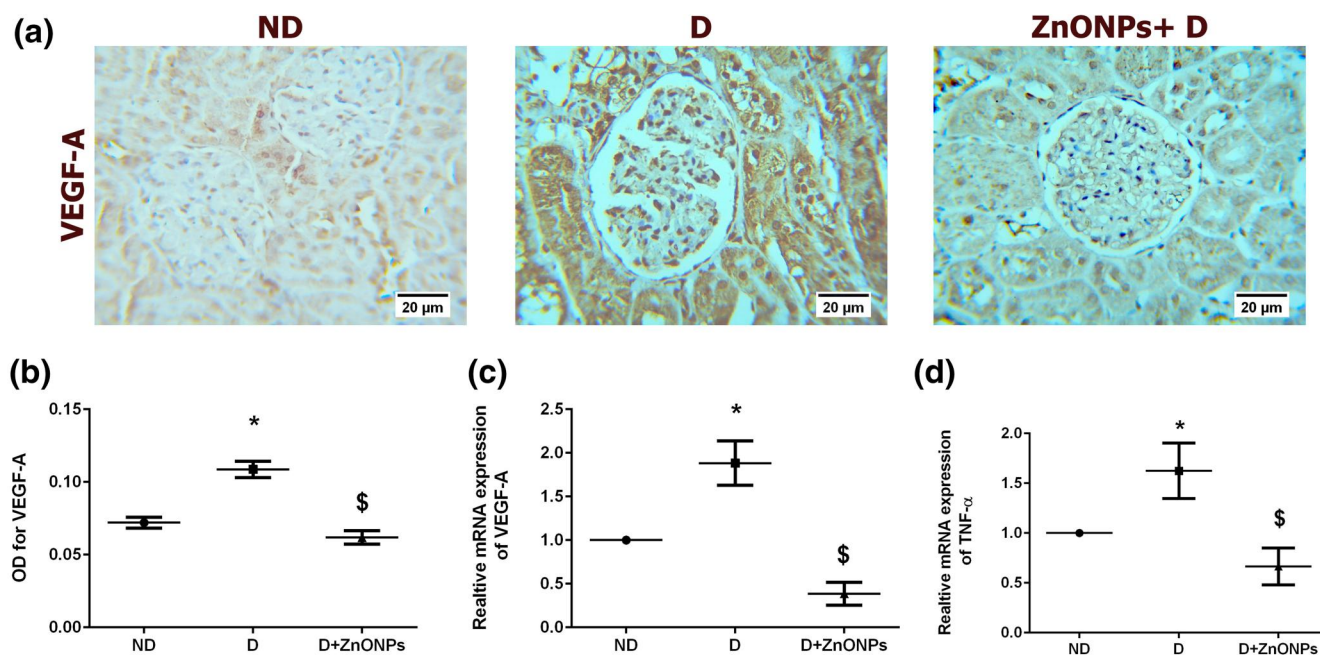 (a)
ND
D
ZnONPs+ D
VEGF-A
20 µm
20 µm
20 µm
(b)
OD for VEGF-A
0.15
0.10
0.05
0.00
*
$
ND
D
D+ZnONPs
(c)
Realtive mRNA expression
of VEGF-A
2.5
2.0
1.5
1.0
0.5
0.0
*
$
ND
D
D+ZnONPs
(d)
Realtive mRNA expression
of TNF-α
2.0
1.5
1.0
0.5
0.0
*
$
ND
D
D+ZnONPs